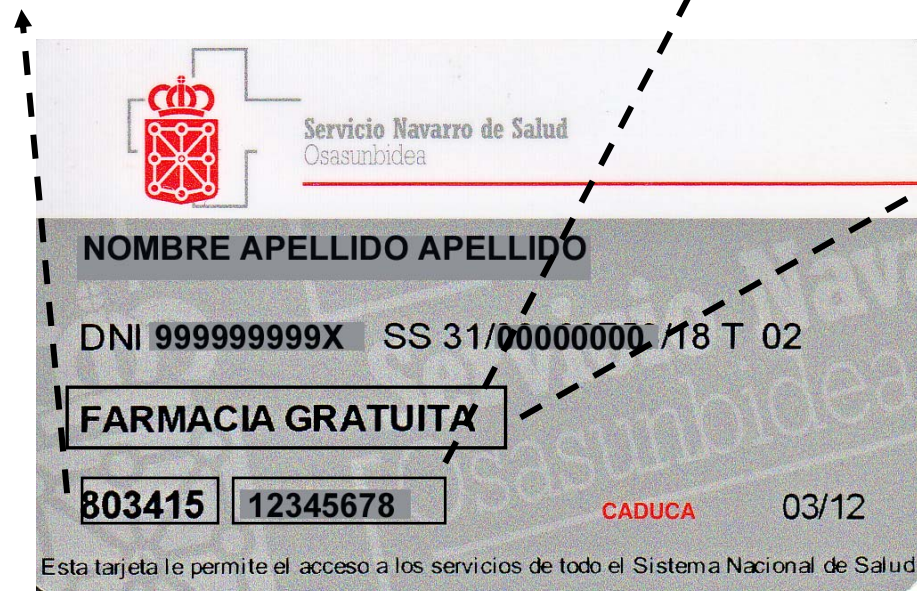 Servicio Navarro de Salud
Osasunbidea
NOMBRE APELLIDO APELLIDO
DNI 999999999X SS 31/00000000 /18 T 02
FARMACIA GRATUITA
803415 12345678 CADUCA 03/12
Esta tarjeta le permite el acceso a los servicios de todo el Sistema Nacional de Salud